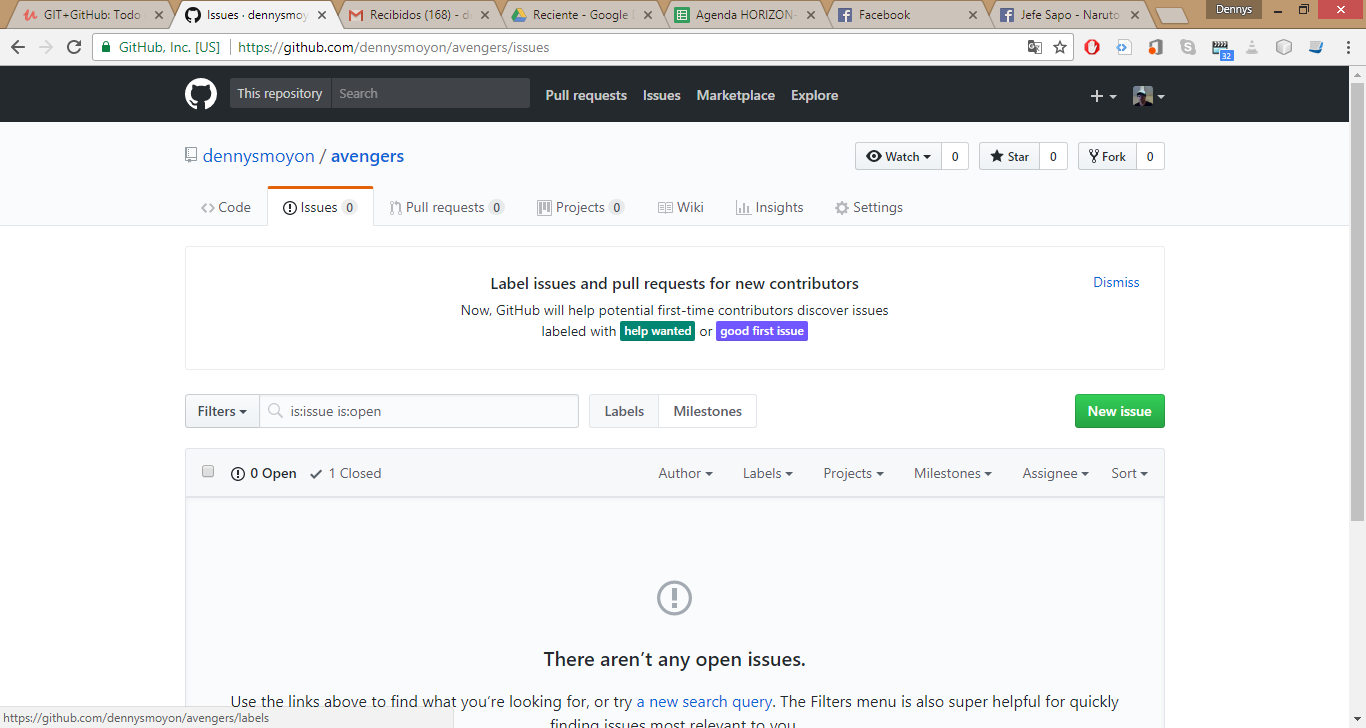 GIT+GitHub: Todo
Issues · dennysmoy
Recibidos (168) - d
Reciente - Google
Agenda HORIZON
Facebook
Jefe Sapo - Naruto
Dennys
GitHub, Inc. [US]
https://github.com/dennysmoyon/avengers/issues
32
This repository
Search
Pull requests
Issues
Marketplace
Explore
dennysmoyon / avengers
Watch 0
Star 0
Fork 0
Code
Issues 0
Pull requests 0
Projects 0
Wiki
Insights
Settings
Label issues and pull requests for new contributors
Dismiss
Now, GitHub will help potential first-time contributors discover issues
labeled with help wanted or good first issue
Filters
is:issue is:open
Labels
Milestones
New issue
0 Open
1 Closed
Author
Labels
Projects
Milestones
Assignee
Sort
There aren’t any open issues.
Use the links above to find what you’re looking for, or try a new search query. The Filters menu is also super helpful for quickly
finding issues most relevant to you.
https://github.com/dennysmoyon/avengers/labels